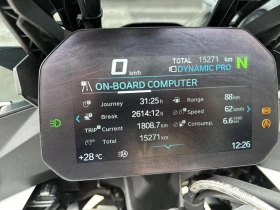 0 km/h TOTAL 15271 km
DYNAMIC PRO N
ON-BOARD COMPUTER
Journey 31:25 h Range 88 km
Break 2614:12 h Ø Speed 62 km/h
TRIP Current 1808.7 km Ø Consump. 6.6
Total 15271 km
+28 °C 12:26